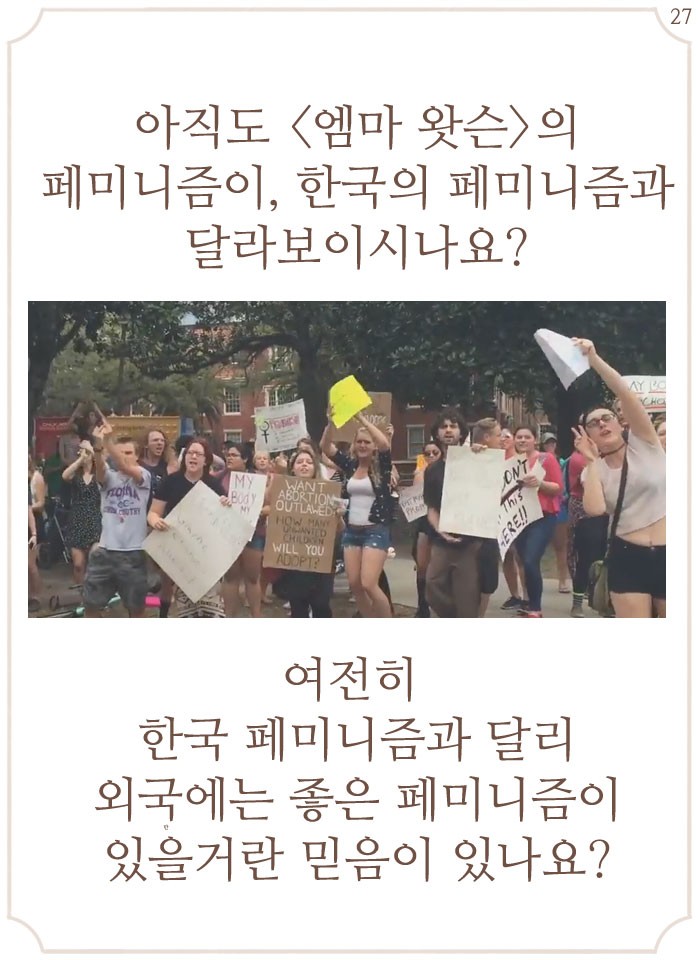 27
아직도 〈엠마 왓슨〉의
페미니즘이, 한국의 페미니즘과
달라보이시나요?
MY
BODY
MY
WANT
ABORTION
OUTLAWED?
HOW MANY
UNWANTED
CHILDREN
WILL YOU
ADOPT?
여전히
한국 페미니즘과 달리
외국에는 좋은 페미니즘이
있을거란 믿음이 있나요?